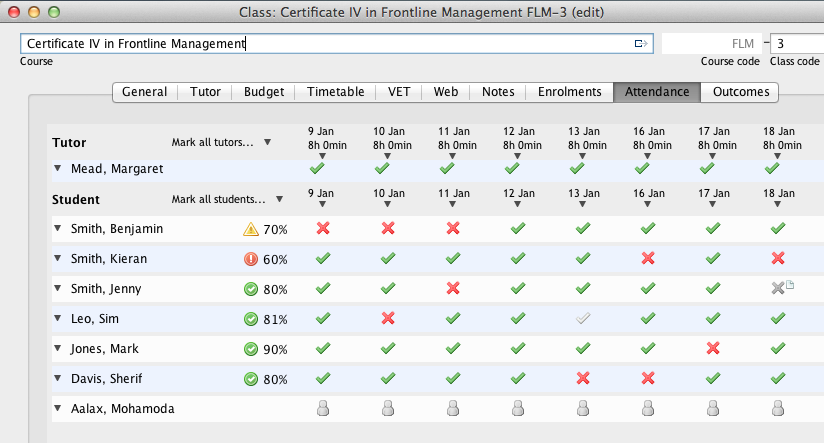 Class: Certificate IV in Frontline Management FLM-3 (edit)
Certificate IV in Frontline Management FLM - 3
Course Course code Class code
General Tutor Budget Timetable VET Web Notes Enrolments Attendance Outcomes
9 Jan 10 Jan 11 Jan 12 Jan 13 Jan 16 Jan 17 Jan 18 Jan
Tutor Mark all tutors... 8h 0min 8h 0min 8h 0min 8h 0min 8h 0min 8h 0min 8h 0min 8h 0min
Mead, Margaret
Student Mark all students... 9 Jan 10 Jan 11 Jan 12 Jan 13 Jan 16 Jan 17 Jan 18 Jan
Smith, Benjamin 70%
Smith, Kieran 60%
Smith, Jenny 80%
Leo, Sim 81%
Jones, Mark 90%
Davis, Sherif 80%
Aalax, Mohamoda